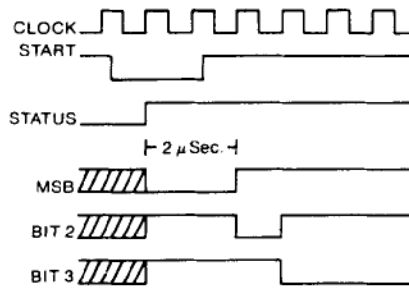 CLOCK
START
STATUS
2 μ Sec.
MSB
BIT 2
BIT 3